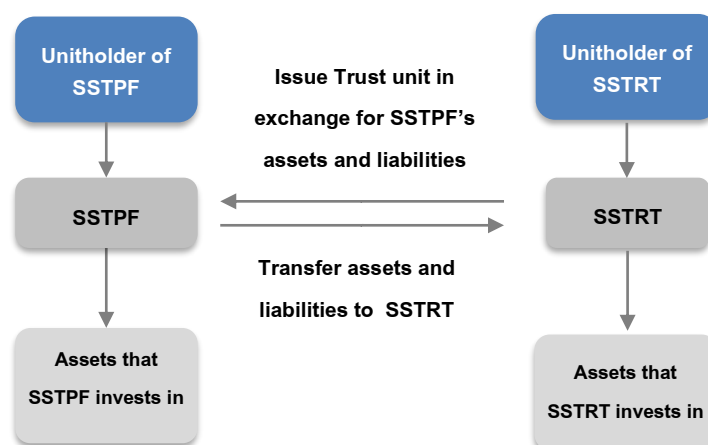 Unitholder of
SSTPF
Issue Trust unit in
exchange for SSTPF’s
assets and liabilities
Unitholder of
SSTRT
SSTPF
SSTRT
Transfer assets and
liabilities to SSTRT
Assets that
SSTPF invests in
Assets that
SSTRT invests in